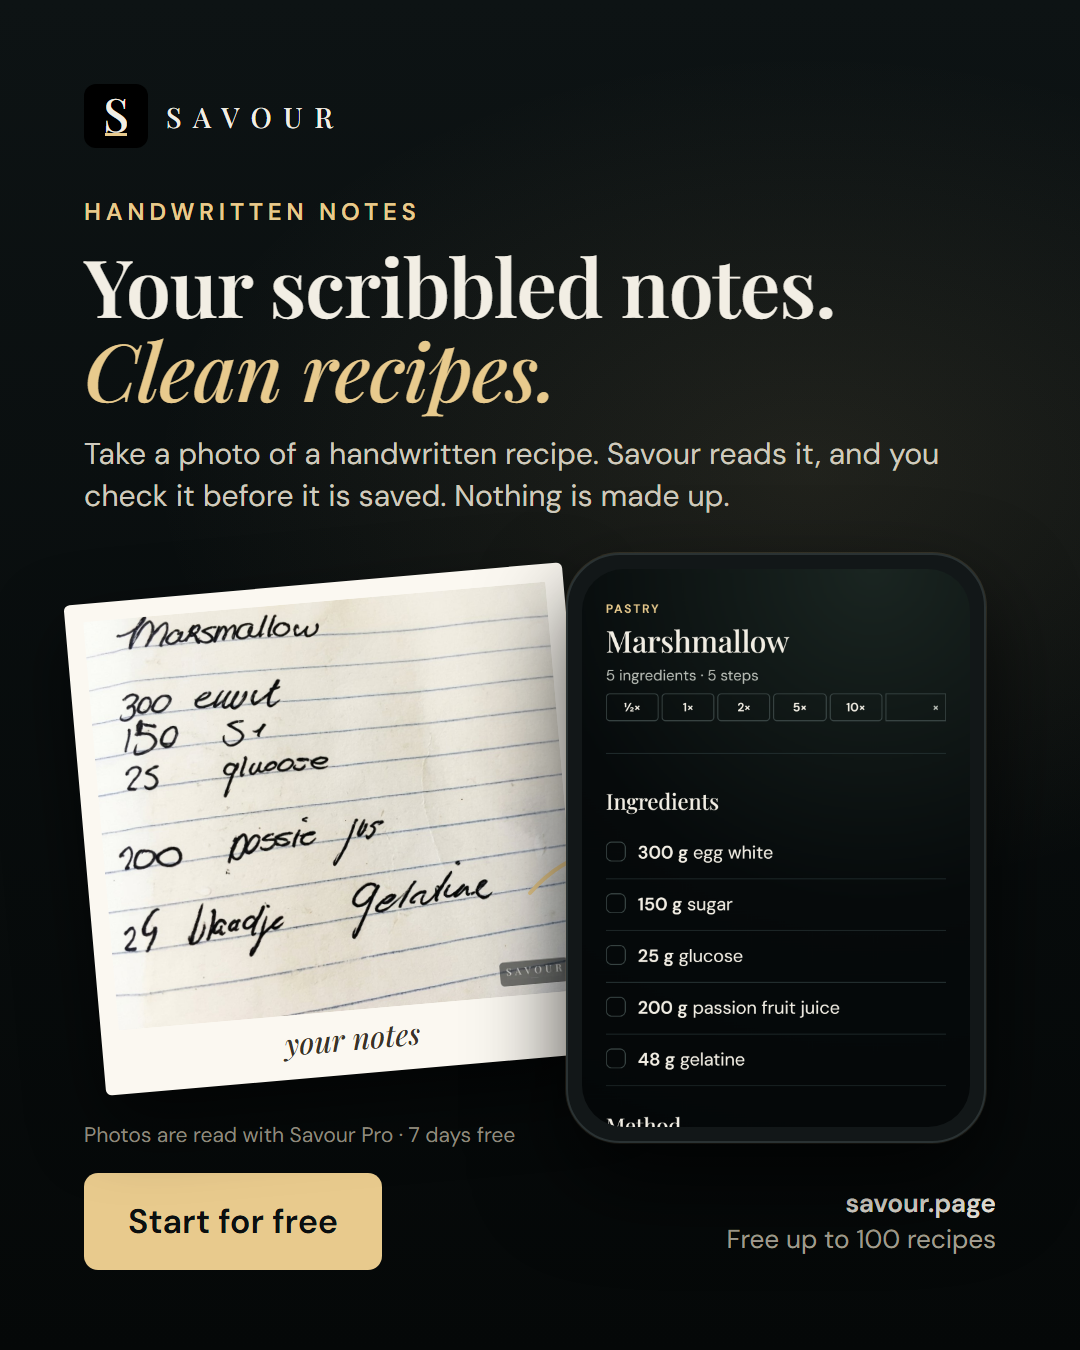 S SAVOUR
HANDWRITTEN NOTES
Your scribbled notes.
Clean recipes.
Take a photo of a handwritten recipe. Savour reads it, and you
check it before it is saved. Nothing is made up.
Marsmallow
300 eiwit
150 S+
25 glucose
200 passie jus
24 blaadje gelatine
SAVOUR
your notes
PASTRY
Marshmallow
5 ingredients · 5 steps
½× 1× 2× 5× 10× ×
Ingredients
300 g egg white
150 g sugar
25 g glucose
200 g passion fruit juice
48 g gelatine
Method
Photos are read with Savour Pro · 7 days free
Start for free
savour.page
Free up to 100 recipes